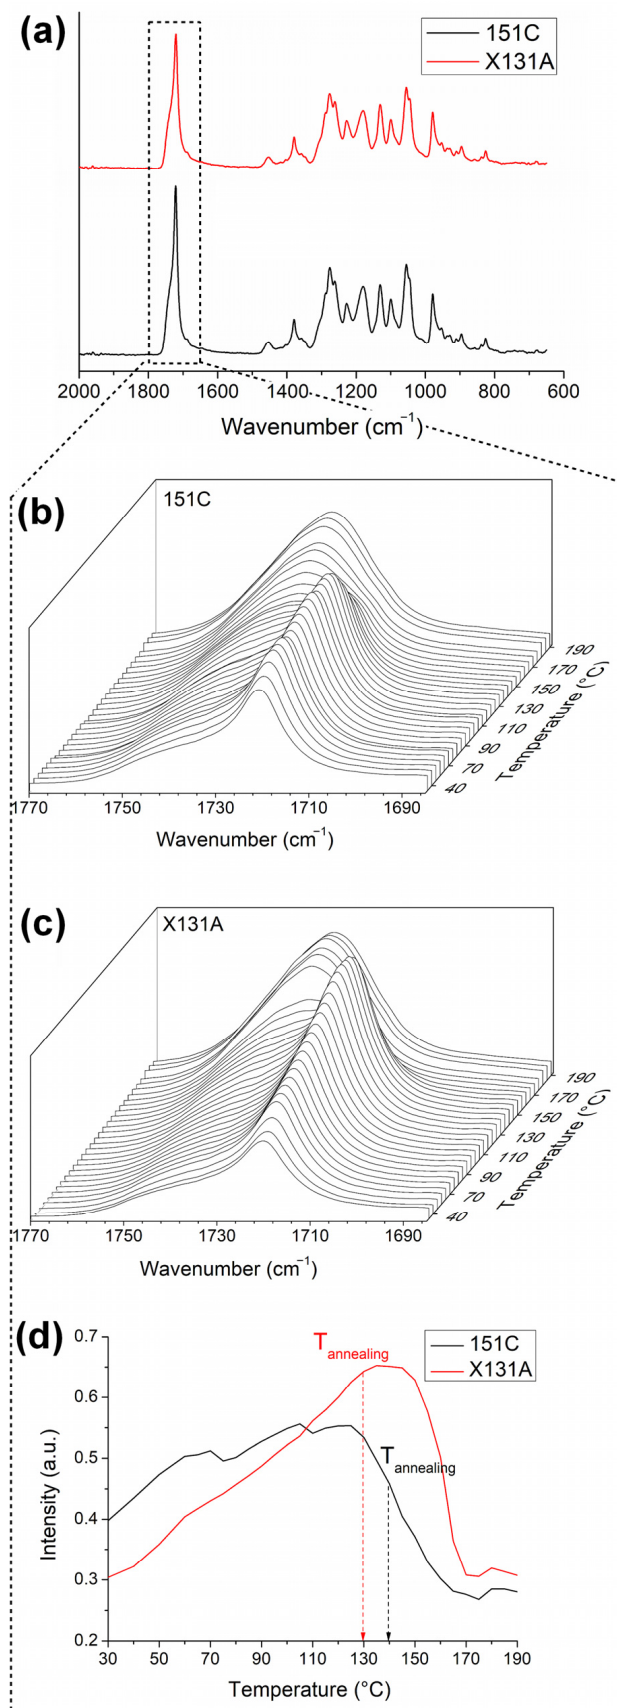 (a)
151C
X131A
2000 1800 1600 1400 1200 1000 800 600
Wavenumber (cm⁻¹)
(b)
151C
190
170
150
130
110
90
70
40
Temperature (°C)
1770 1750 1730 1710 1690
Wavenumber (cm⁻¹)
(c)
X131A
190
170
150
130
110
90
70
40
Temperature (°C)
1770 1750 1730 1710 1690
Wavenumber (cm⁻¹)
(d)
0.7
0.6
0.5
0.4
0.3
0.2
Intensity (a.u.)
151C
X131A
Tannealing
Tannealing
30 50 70 90 110 130 150 170 190
Temperature (°C)